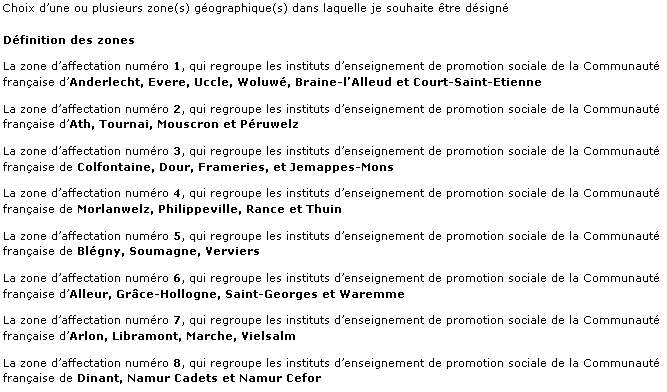 Choix d’une ou plusieurs zone(s) géographique(s) dans laquelle je souhaite être désigné
Définition des zones
La zone d’affectation numéro 1, qui regroupe les instituts d’enseignement de promotion sociale de la Communauté
française d’Anderlecht, Evere, Uccle, Woluwé, Braine-l’Alleud et Court-Saint-Etienne
La zone d’affectation numéro 2, qui regroupe les instituts d’enseignement de promotion sociale de la Communauté
française d’Ath, Tournai, Mouscron et Péruwelz
La zone d’affectation numéro 3, qui regroupe les instituts d’enseignement de promotion sociale de la Communauté
française de Colfontaine, Dour, Frameries, et Jemappes-Mons
La zone d’affectation numéro 4, qui regroupe les instituts d’enseignement de promotion sociale de la Communauté
française de Morlanwelz, Philippeville, Rance et Thuin
La zone d’affectation numéro 5, qui regroupe les instituts d’enseignement de promotion sociale de la Communauté
française de Blégny, Soumagne, Verviers
La zone d’affectation numéro 6, qui regroupe les instituts d’enseignement de promotion sociale de la Communauté
française d’Alleur, Grâce-Hollogne, Saint-Georges et Waremme
La zone d’affectation numéro 7, qui regroupe les instituts d’enseignement de promotion sociale de la Communauté
française d’Arlon, Libramont, Marche, Vielsalm
La zone d’affectation numéro 8, qui regroupe les instituts d’enseignement de promotion sociale de la Communauté
française de Dinant, Namur Cadets et Namur Cefor